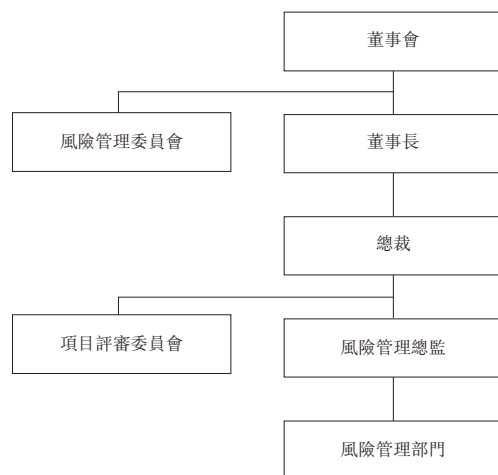 董事會
風險管理委員會
董事長
總裁
項目評審委員會
風險管理總監
風險管理部門